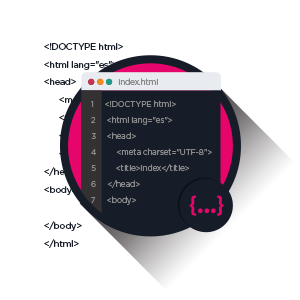 <!DOCTYPE html>
<html lang="es">
<head>
<m
<
</he
<body
</body>
</html>
index.html
1 <!DOCTYPE html>
2 <html lang="es">
3 <head>
4 <meta charset="UTF-8">
5 <title>Index</title>
6 </head>
7 <body>
{...}